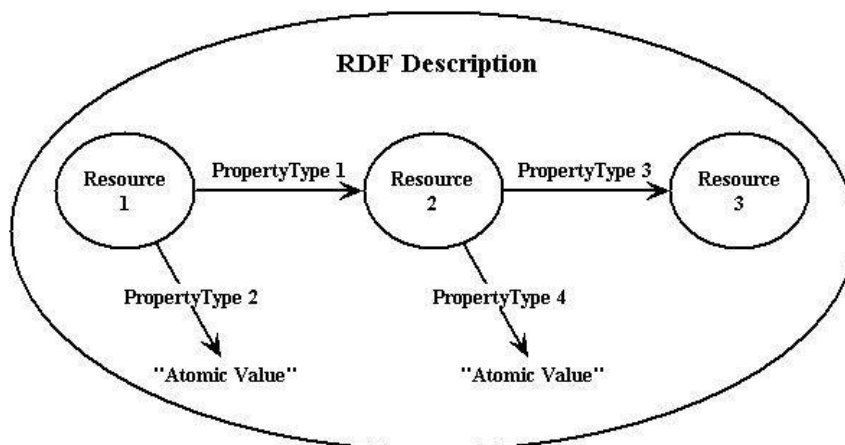 RDF Description
Resource
1
PropertyType 1
Resource
2
PropertyType 3
Resource
3
PropertyType 2
PropertyType 4
"Atomic Value"
"Atomic Value"